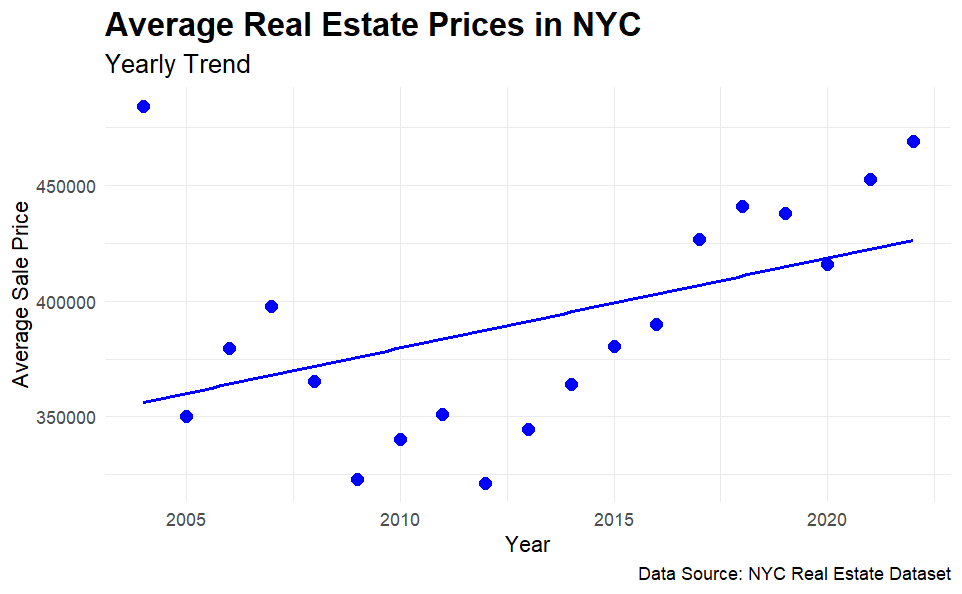 Average Real Estate Prices in NYC
Yearly Trend
Average Sale Price
450000
400000
350000
2005
2010
2015
2020
Year
Data Source: NYC Real Estate Dataset